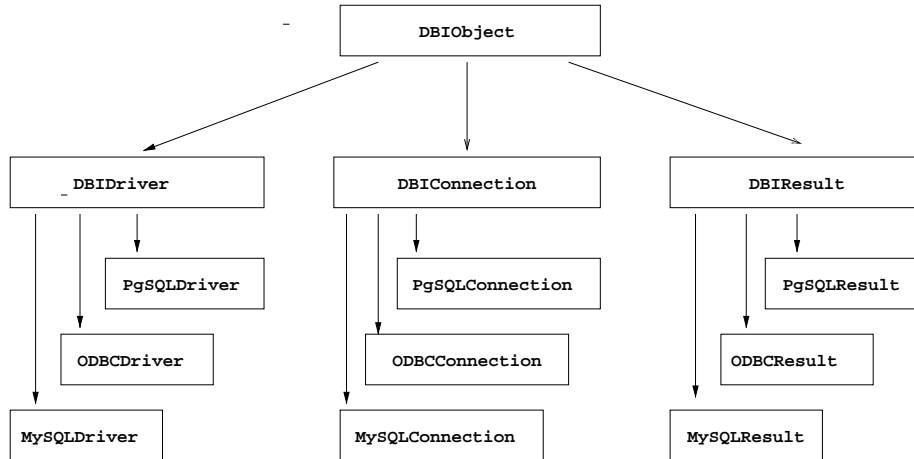 DBIObject
DBIDriver DBIConnection DBIResult
PgSQLDriver PgSQLConnection PgSQLResult
ODBCDriver ODBCConnection ODBCResult
MySQLDriver MySQLConnection MySQLResult